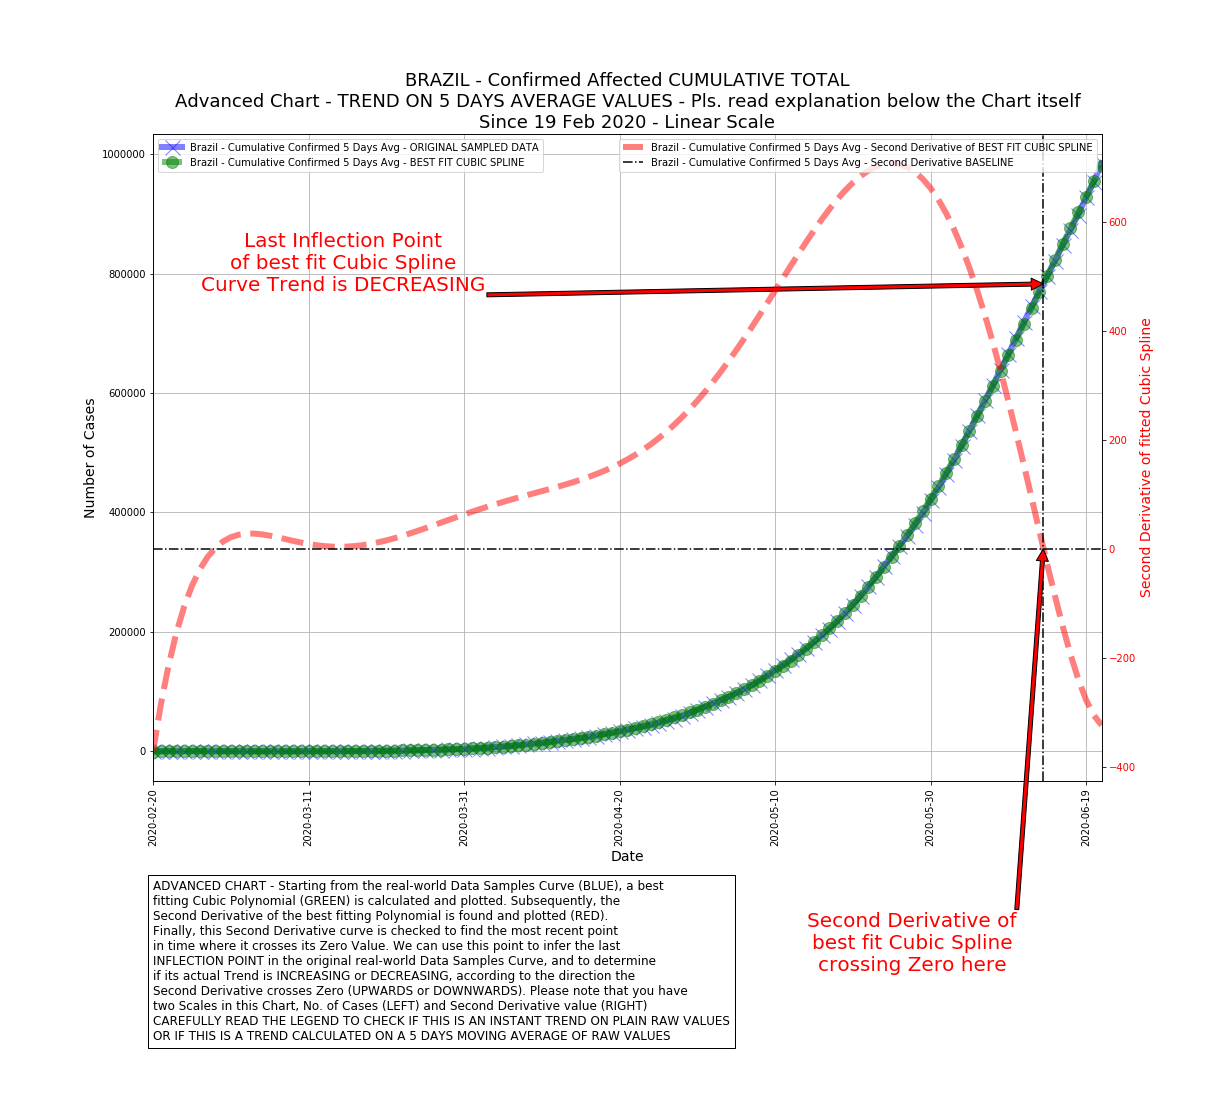 BRAZIL - Confirmed Affected CUMULATIVE TOTAL
Advanced Chart - TREND ON 5 DAYS AVERAGE VALUES - Pls. read explanation below the Chart itself
Since 19 Feb 2020 - Linear Scale
Brazil - Cumulative Confirmed 5 Days Avg - ORIGINAL SAMPLED DATA
Brazil - Cumulative Confirmed 5 Days Avg - BEST FIT CUBIC SPLINE
Brazil - Cumulative Confirmed 5 Days Avg - Second Derivative of BEST FIT CUBIC SPLINE
Brazil - Cumulative Confirmed 5 Days Avg - Second Derivative BASELINE
Last Inflection Point
of best fit Cubic Spline
Curve Trend is DECREASING
Number of Cases
1000000
800000
600000
400000
200000
0
600
400
200
0
−200
−400
Second Derivative of fitted Cubic Spline
2020-02-20
2020-03-11
2020-03-31
2020-04-20
2020-05-10
2020-05-30
2020-06-19
Date
ADVANCED CHART - Starting from the real-world Data Samples Curve (BLUE), a best
fitting Cubic Polynomial (GREEN) is calculated and plotted. Subsequently, the
Second Derivative of the best fitting Polynomial is found and plotted (RED).
Finally, this Second Derivative curve is checked to find the most recent point
in time where it crosses its Zero Value. We can use this point to infer the last
INFLECTION POINT in the original real-world Data Samples Curve, and to determine
if its actual Trend is INCREASING or DECREASING, according to the direction the
Second Derivative crosses Zero (UPWARDS or DOWNWARDS). Please note that you have
two Scales in this Chart, No. of Cases (LEFT) and Second Derivative value (RIGHT)
CAREFULLY READ THE LEGEND TO CHECK IF THIS IS AN INSTANT TREND ON PLAIN RAW VALUES
OR IF THIS IS A TREND CALCULATED ON A 5 DAYS MOVING AVERAGE OF RAW VALUES
Second Derivative of
best fit Cubic Spline
crossing Zero here